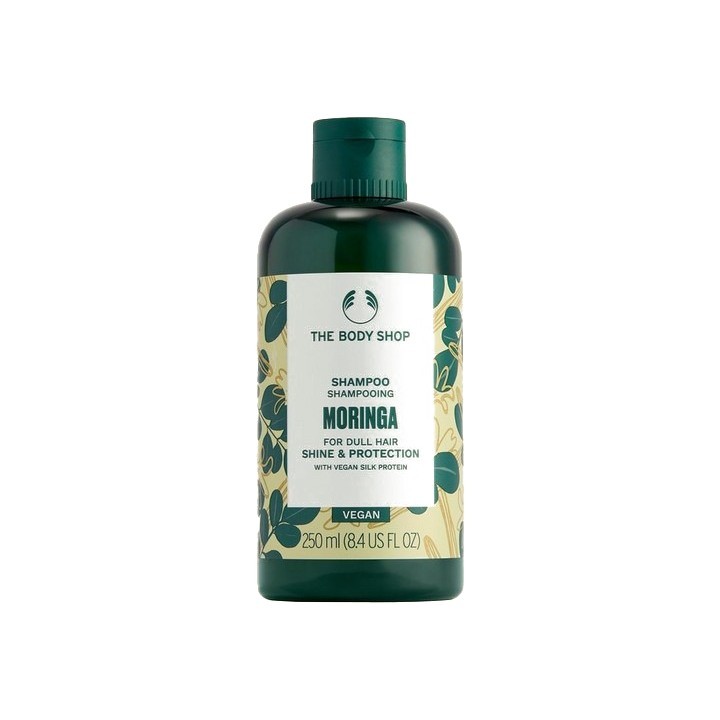 THE BODY SHOP
SHAMPOO
SHAMPOOING
MORINGA
FOR DULL HAIR
SHINE & PROTECTION
WITH VEGAN SILK PROTEIN
VEGAN
250 ml (8.4 US FL OZ)